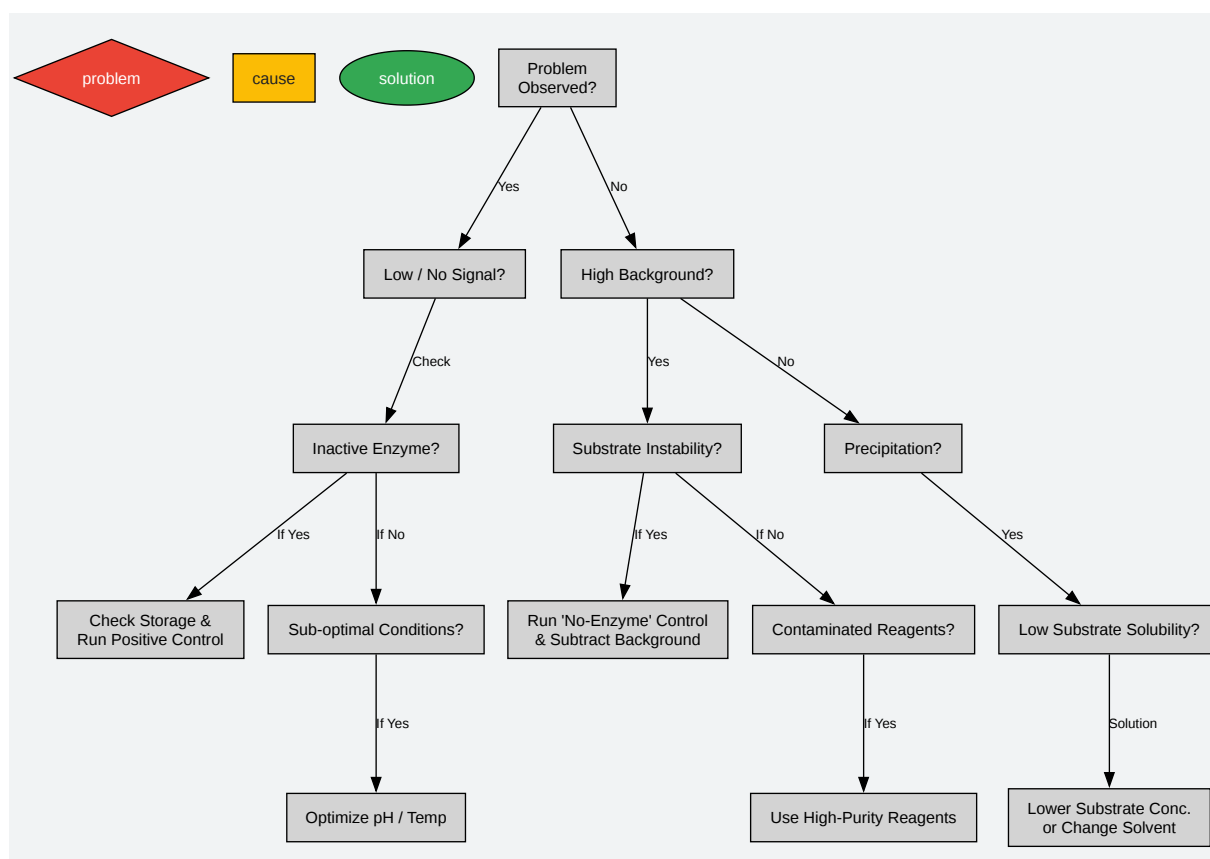 problem
cause
solution
Problem
Observed?
Yes
No
Low / No Signal?
High Background?
Check
Yes
No
Inactive Enzyme?
Substrate Instability?
Precipitation?
If Yes
If No
If Yes
If No
Yes
Check Storage &
Run Positive Control
Sub-optimal Conditions?
Run 'No-Enzyme' Control
& Subtract Background
Contaminated Reagents?
Low Substrate Solubility?
If Yes
If Yes
Solution
Optimize pH / Temp
Use High-Purity Reagents
Lower Substrate Conc.
or Change Solvent